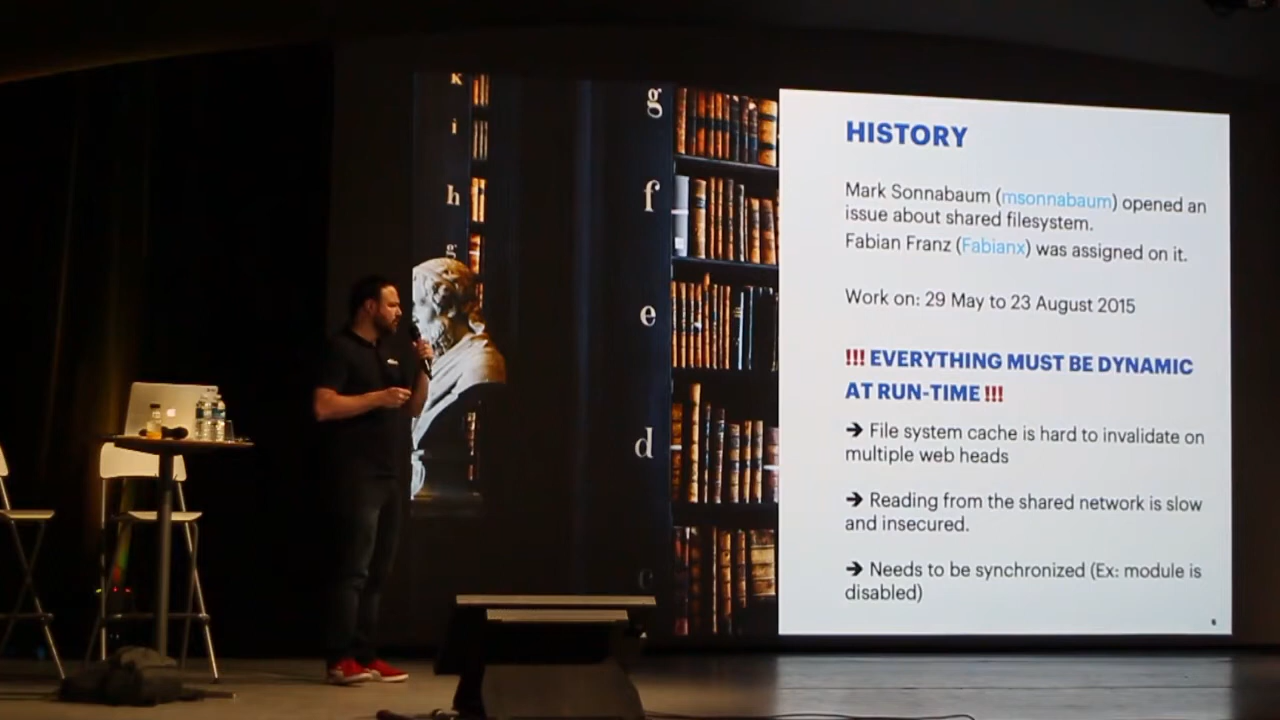 HISTORY
Mark Sonnabaum (msonnabaum) opened an
issue about shared filesystem.
Fabian Franz (Fabianx) was assigned on it.
Work on: 29 May to 23 August 2015
!!! EVERYTHING MUST BE DYNAMIC
AT RUN-TIME !!!
➔ File system cache is hard to invalidate on
multiple web heads
➔ Reading from the shared network is slow
and insecured.
➔ Needs to be synchronized (Ex: module is
disabled)
6
k
i
h
g
g
f
e
d
c